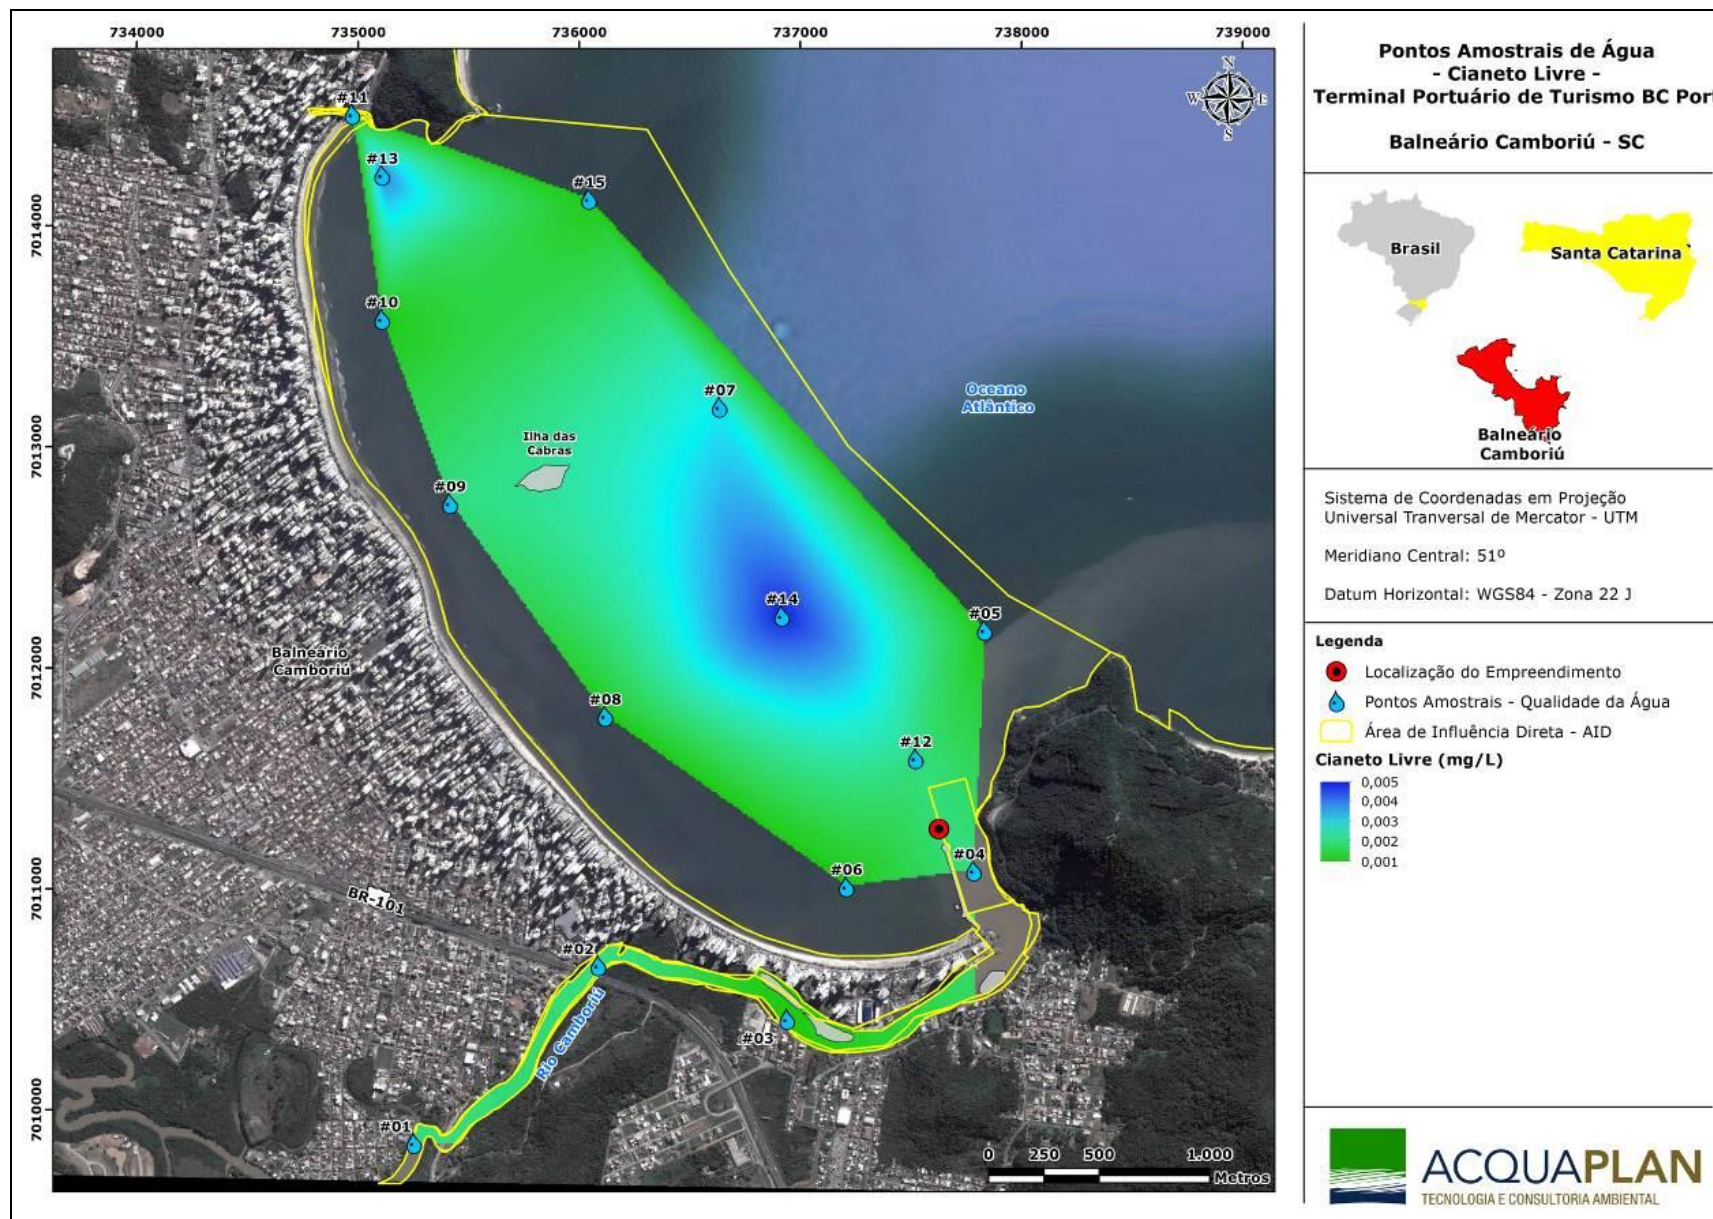 734000
735000
736000
737000
738000
739000
7014000
7013000
7012000
7011000
7010000
N
W
E
S
#11
#13
#15
#10
#07
Oceano
Atlântico
Ilha das
Cabras
#09
#14
#05
Balneário
Camboriú
#08
#12
#04
#06
BR-101
#02
#03
Rio Camboriú
#01
0 250 500 1.000
Metros
Pontos Amostrais de Água
- Cianeto Livre -
Terminal Portuário de Turismo BC Port
Balneário Camboriú - SC
Brasil
Santa Catarina
Balneário
Camboriú
Sistema de Coordenadas em Projeção
Universal Tranversal de Mercator - UTM
Meridiano Central: 51º
Datum Horizontal: WGS84 - Zona 22 J
Legenda
Localização do Empreendimento
Pontos Amostrais - Qualidade da Água
Área de Influência Direta - AID
Cianeto Livre (mg/L)
0,005
0,004
0,003
0,002
0,001
ACQUAPLAN
TECNOLOGIA E CONSULTORIA AMBIENTAL